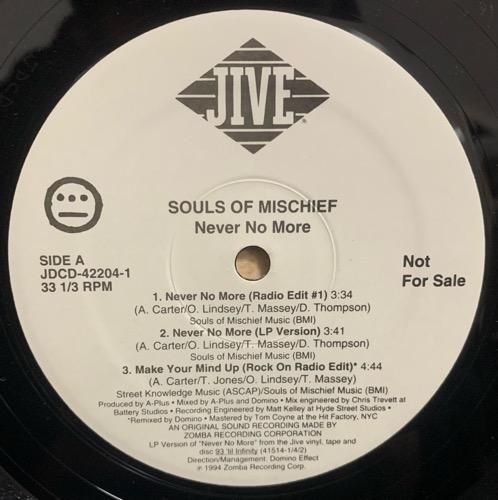 JIVE®
SOULS OF MISCHIEF
Never No More
SIDE A
JDCD-42204-1
33 1/3 RPM
Not
For Sale
1. Never No More (Radio Edit #1) 3:34
(A. Carter/O. Lindsey/T. Massey/D. Thompson)
Souls of Mischief Music (BMI)
2. Never No More (LP Version) 3:41
(A. Carter/O. Lindsey/T. Massey/D. Thompson)
Souls of Mischief Music (BMI)
3. Make Your Mind Up (Rock On Radio Edit)* 4:44
(A. Carter/T. Jones/O. Lindsey/T. Massey)
Street Knowledge Music (ASCAP)/Souls of Mischief Music (BMI)
Produced by A-Plus • Mixed by A-Plus and Domino • Mix engineered by Chris Trevett at
Battery Studios • Recording Engineered by Matt Kelley at Hyde Street Studios •
*Remixed by Domino • Mastered by Tom Coyne at the Hit Factory, NYC
AN ORIGINAL SOUND RECORDING MADE BY
ZOMBA RECORDING CORPORATION
LP Version of "Never No More" from the Jive vinyl, tape and
disc 93 'til Infinity (41514-1/4/2)
Direction/Management: Domino Effect
℗ 1994 Zomba Recording Corp.